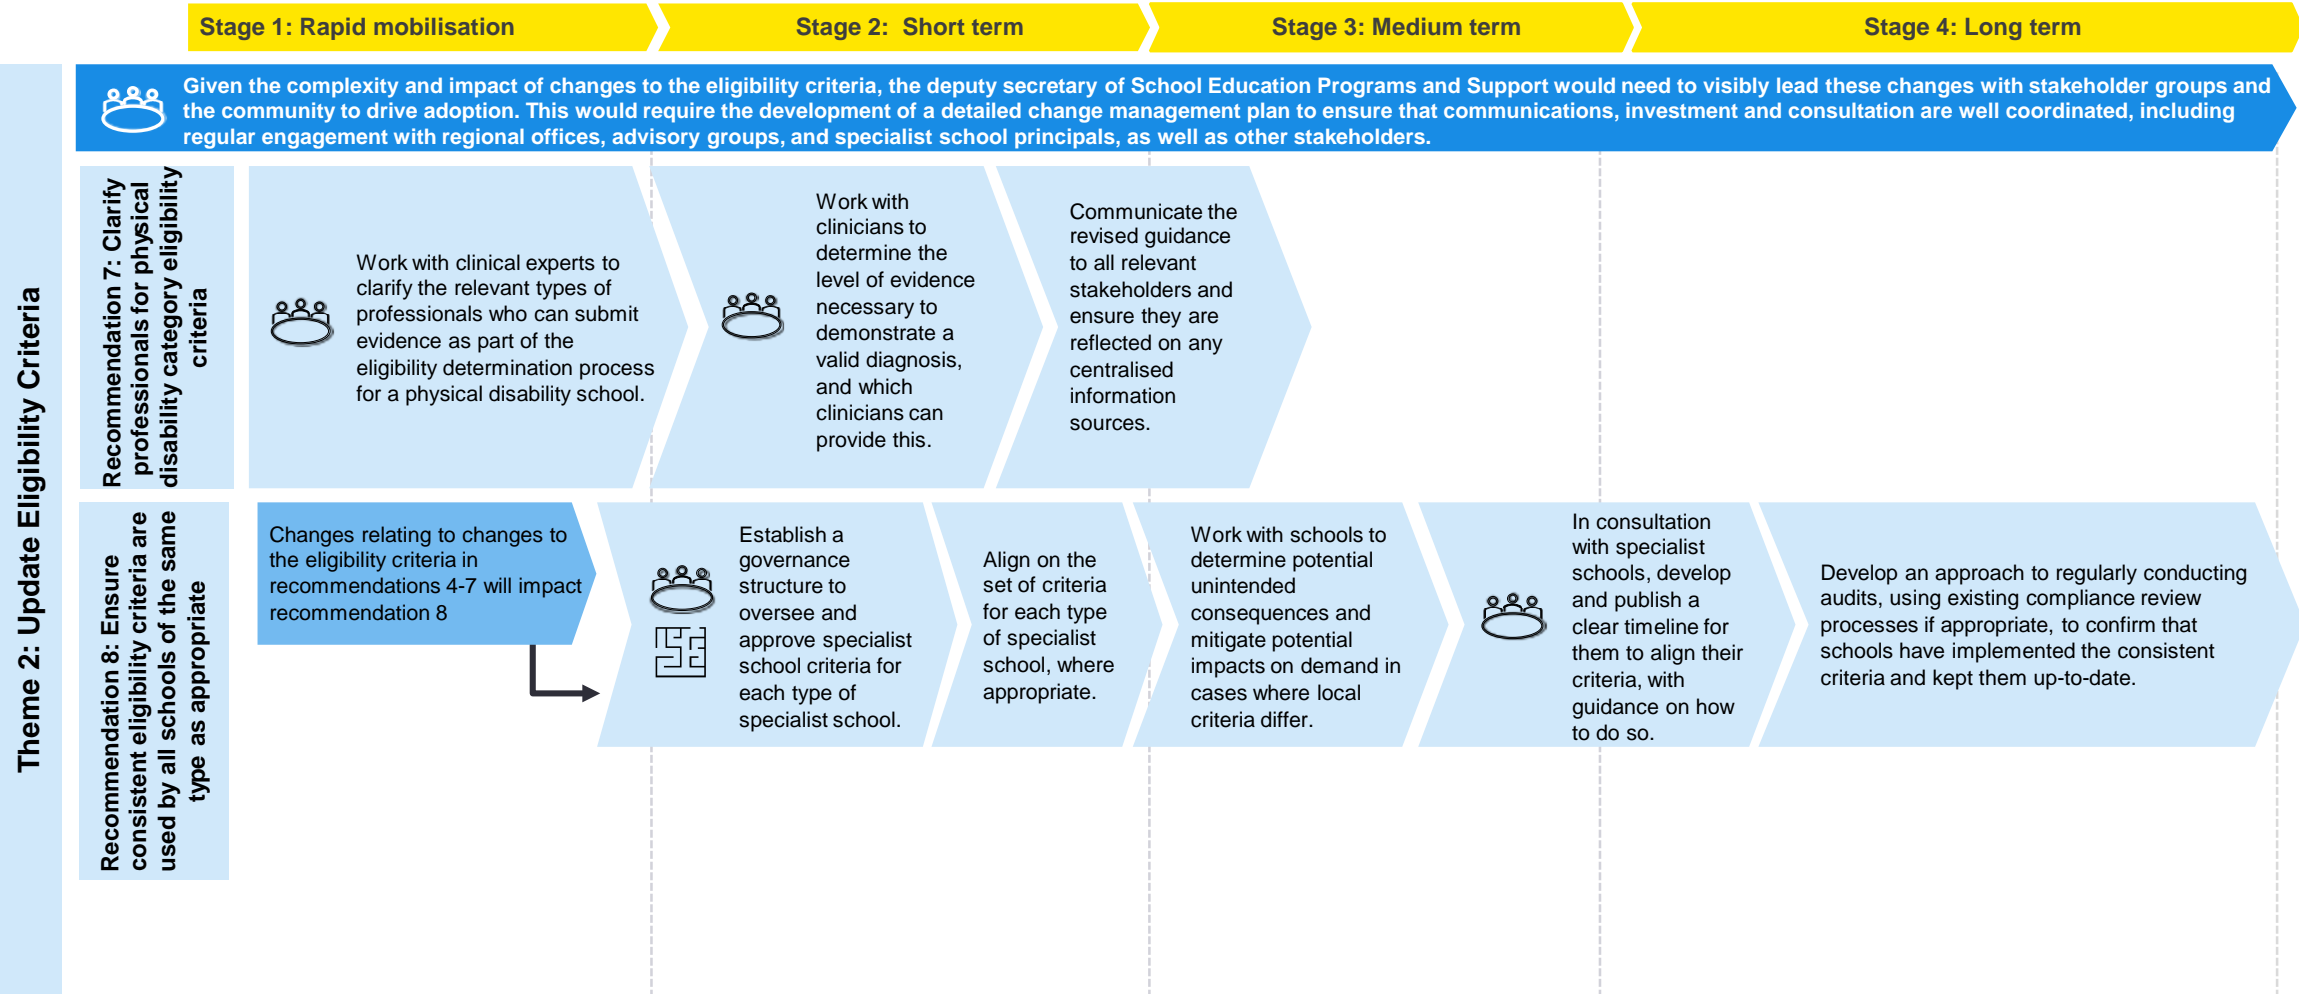 Stage 1: Rapid mobilisation
Stage 2:  Short term
Stage 3: Medium term
Stage 4: Long term
Theme 2: Update Eligibility Criteria
Given the complexity and impact of changes to the eligibility criteria, the deputy secretary of School Education Programs and Support would need to visibly lead these changes with stakeholder groups and
the community to drive adoption. This would require the development of a detailed change management plan to ensure that communications, investment and consultation are well coordinated, including
regular engagement with regional offices, advisory groups, and specialist school principals, as well as other stakeholders.
Recommendation 7: Clarify
professionals for physical
disability category eligibility
criteria
Work with clinical experts to
clarify the relevant types of
professionals who can submit
evidence as part of the
eligibility determination process
for a physical disability school.
Work with
clinicians to
determine the
level of evidence
necessary to
demonstrate a
valid diagnosis,
and which
clinicians can
provide this.
Communicate the
revised guidance
to all relevant
stakeholders and
ensure they are
reflected on any
centralised
information
sources.
Recommendation 8: Ensure
consistent eligibility criteria are
used by all schools of the same
type as appropriate
Changes relating to changes to
the eligibility criteria in
recommendations 4-7 will impact
recommendation 8
Establish a
governance
structure to
oversee and
approve specialist
school criteria for
each type of
specialist school.
Align on the
set of criteria
for each type
of specialist
school, where
appropriate.
Work with schools to
determine potential
unintended
consequences and
mitigate potential
impacts on demand in
cases where local
criteria differ.
In consultation
with specialist
schools, develop
and publish a
clear timeline for
them to align their
criteria, with
guidance on how
to do so.
Develop an approach to regularly conducting
audits, using existing compliance review
processes if appropriate, to confirm that
schools have implemented the consistent
criteria and kept them up-to-date.